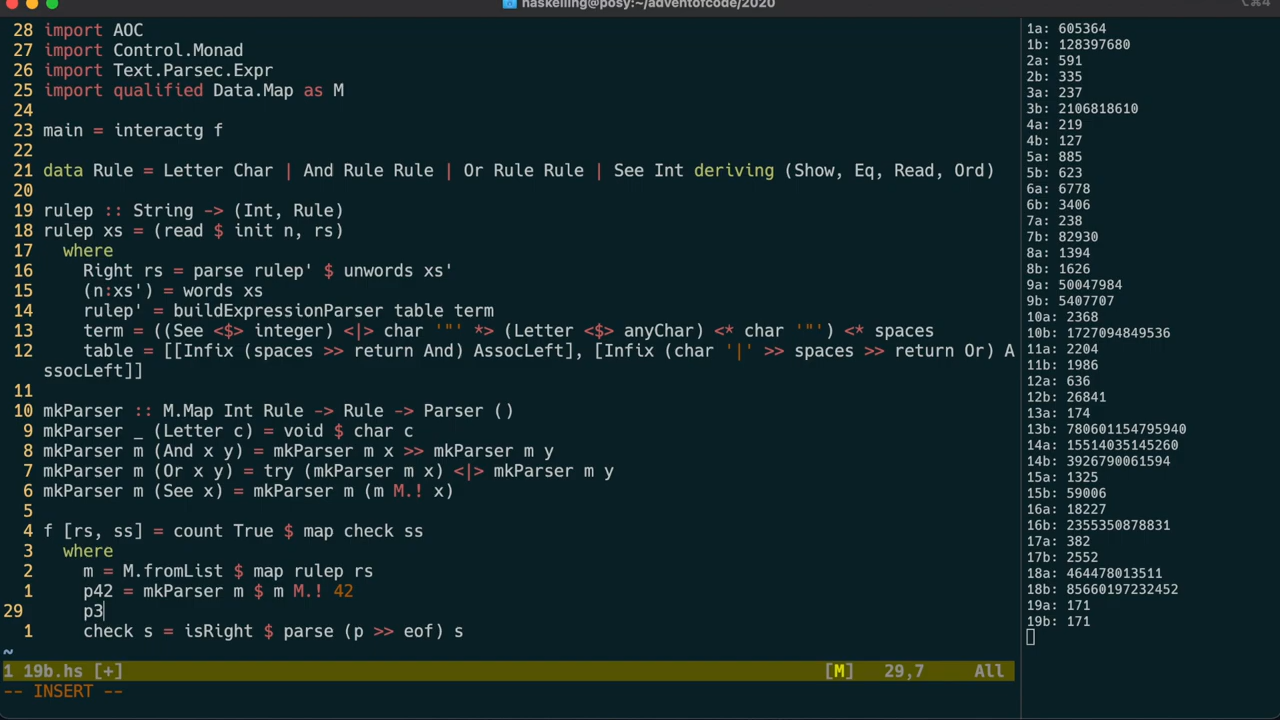 haskelling@posy:~/adventofcode/2020
⌥⌘4
28 import AOC
27 import Control.Monad
26 import Text.Parsec.Expr
25 import qualified Data.Map as M
24
23 main = interactg f
22
21 data Rule = Letter Char | And Rule Rule | Or Rule Rule | See Int deriving (Show, Eq, Read, Ord)
20
19 rulep :: String -> (Int, Rule)
18 rulep xs = (read $ init n, rs)
17   where
16     Right rs = parse rulep' $ unwords xs'
15     (n:xs') = words xs
14     rulep' = buildExpressionParser table term
13     term = ((See <$> integer) <|> char '"' *> (Letter <$> anyChar) <* char '"') <* spaces
12     table = [[Infix (spaces >> return And) AssocLeft], [Infix (char '|' >> spaces >> return Or) A
ssocLeft]]
11
10 mkParser :: M.Map Int Rule -> Rule -> Parser ()
9 mkParser _ (Letter c) = void $ char c
8 mkParser m (And x y) = mkParser m x >> mkParser m y
7 mkParser m (Or x y) = try (mkParser m x) <|> mkParser m y
6 mkParser m (See x) = mkParser m (m M.! x)
5
4 f [rs, ss] = count True $ map check ss
3   where
2     m = M.fromList $ map rulep rs
1     p42 = mkParser m $ m M.! 42
29     p3
1     check s = isRight $ parse (p >> eof) s
~
1 19b.hs [+] [M] 29,7 All
-- INSERT --
1a: 605364
1b: 128397680
2a: 591
2b: 335
3a: 237
3b: 2106818610
4a: 219
4b: 127
5a: 885
5b: 623
6a: 6778
6b: 3406
7a: 238
7b: 82930
8a: 1394
8b: 1626
9a: 50047984
9b: 5407707
10a: 2368
10b: 1727094849536
11a: 2204
11b: 1986
12a: 636
12b: 26841
13a: 174
13b: 780601154795940
14a: 15514035145260
14b: 3926790061594
15a: 1325
15b: 59006
16a: 18227
16b: 2355350878831
17a: 382
17b: 2552
18a: 464478013511
18b: 85660197232452
19a: 171
19b: 171